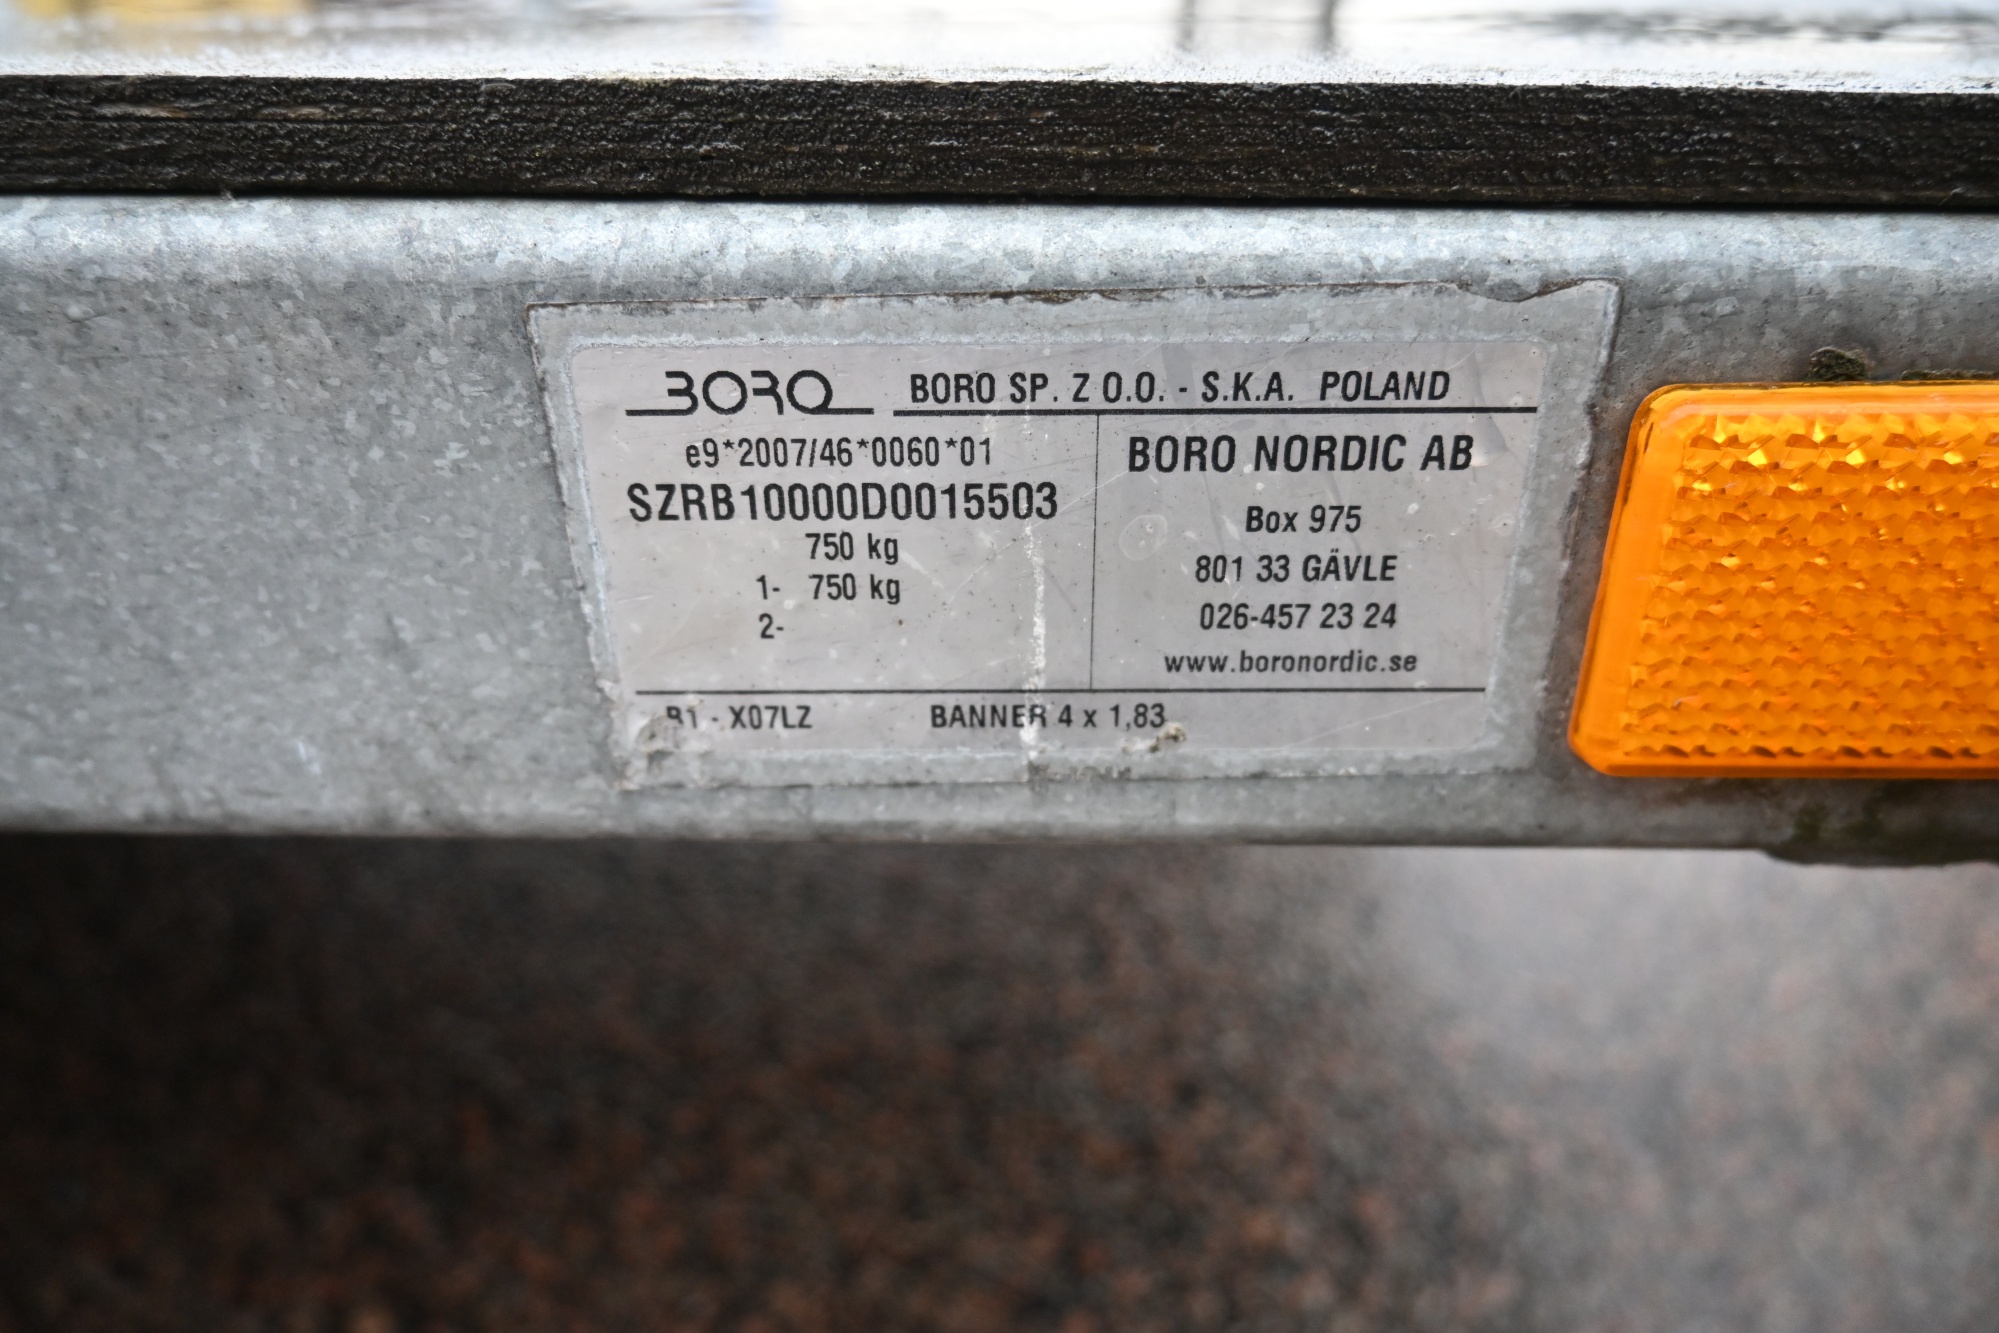 BORO BORO SP. Z O.O. - S.K.A. POLAND
e9*2007/46*0060*01
SZRB10000D0015503
750 kg
1- 750 kg
2-
BORO NORDIC AB
Box 975
801 33 GÄVLE
026-457 23 24
www.boronordic.se
B1 - X07LZ BANNER 4 x 1,83